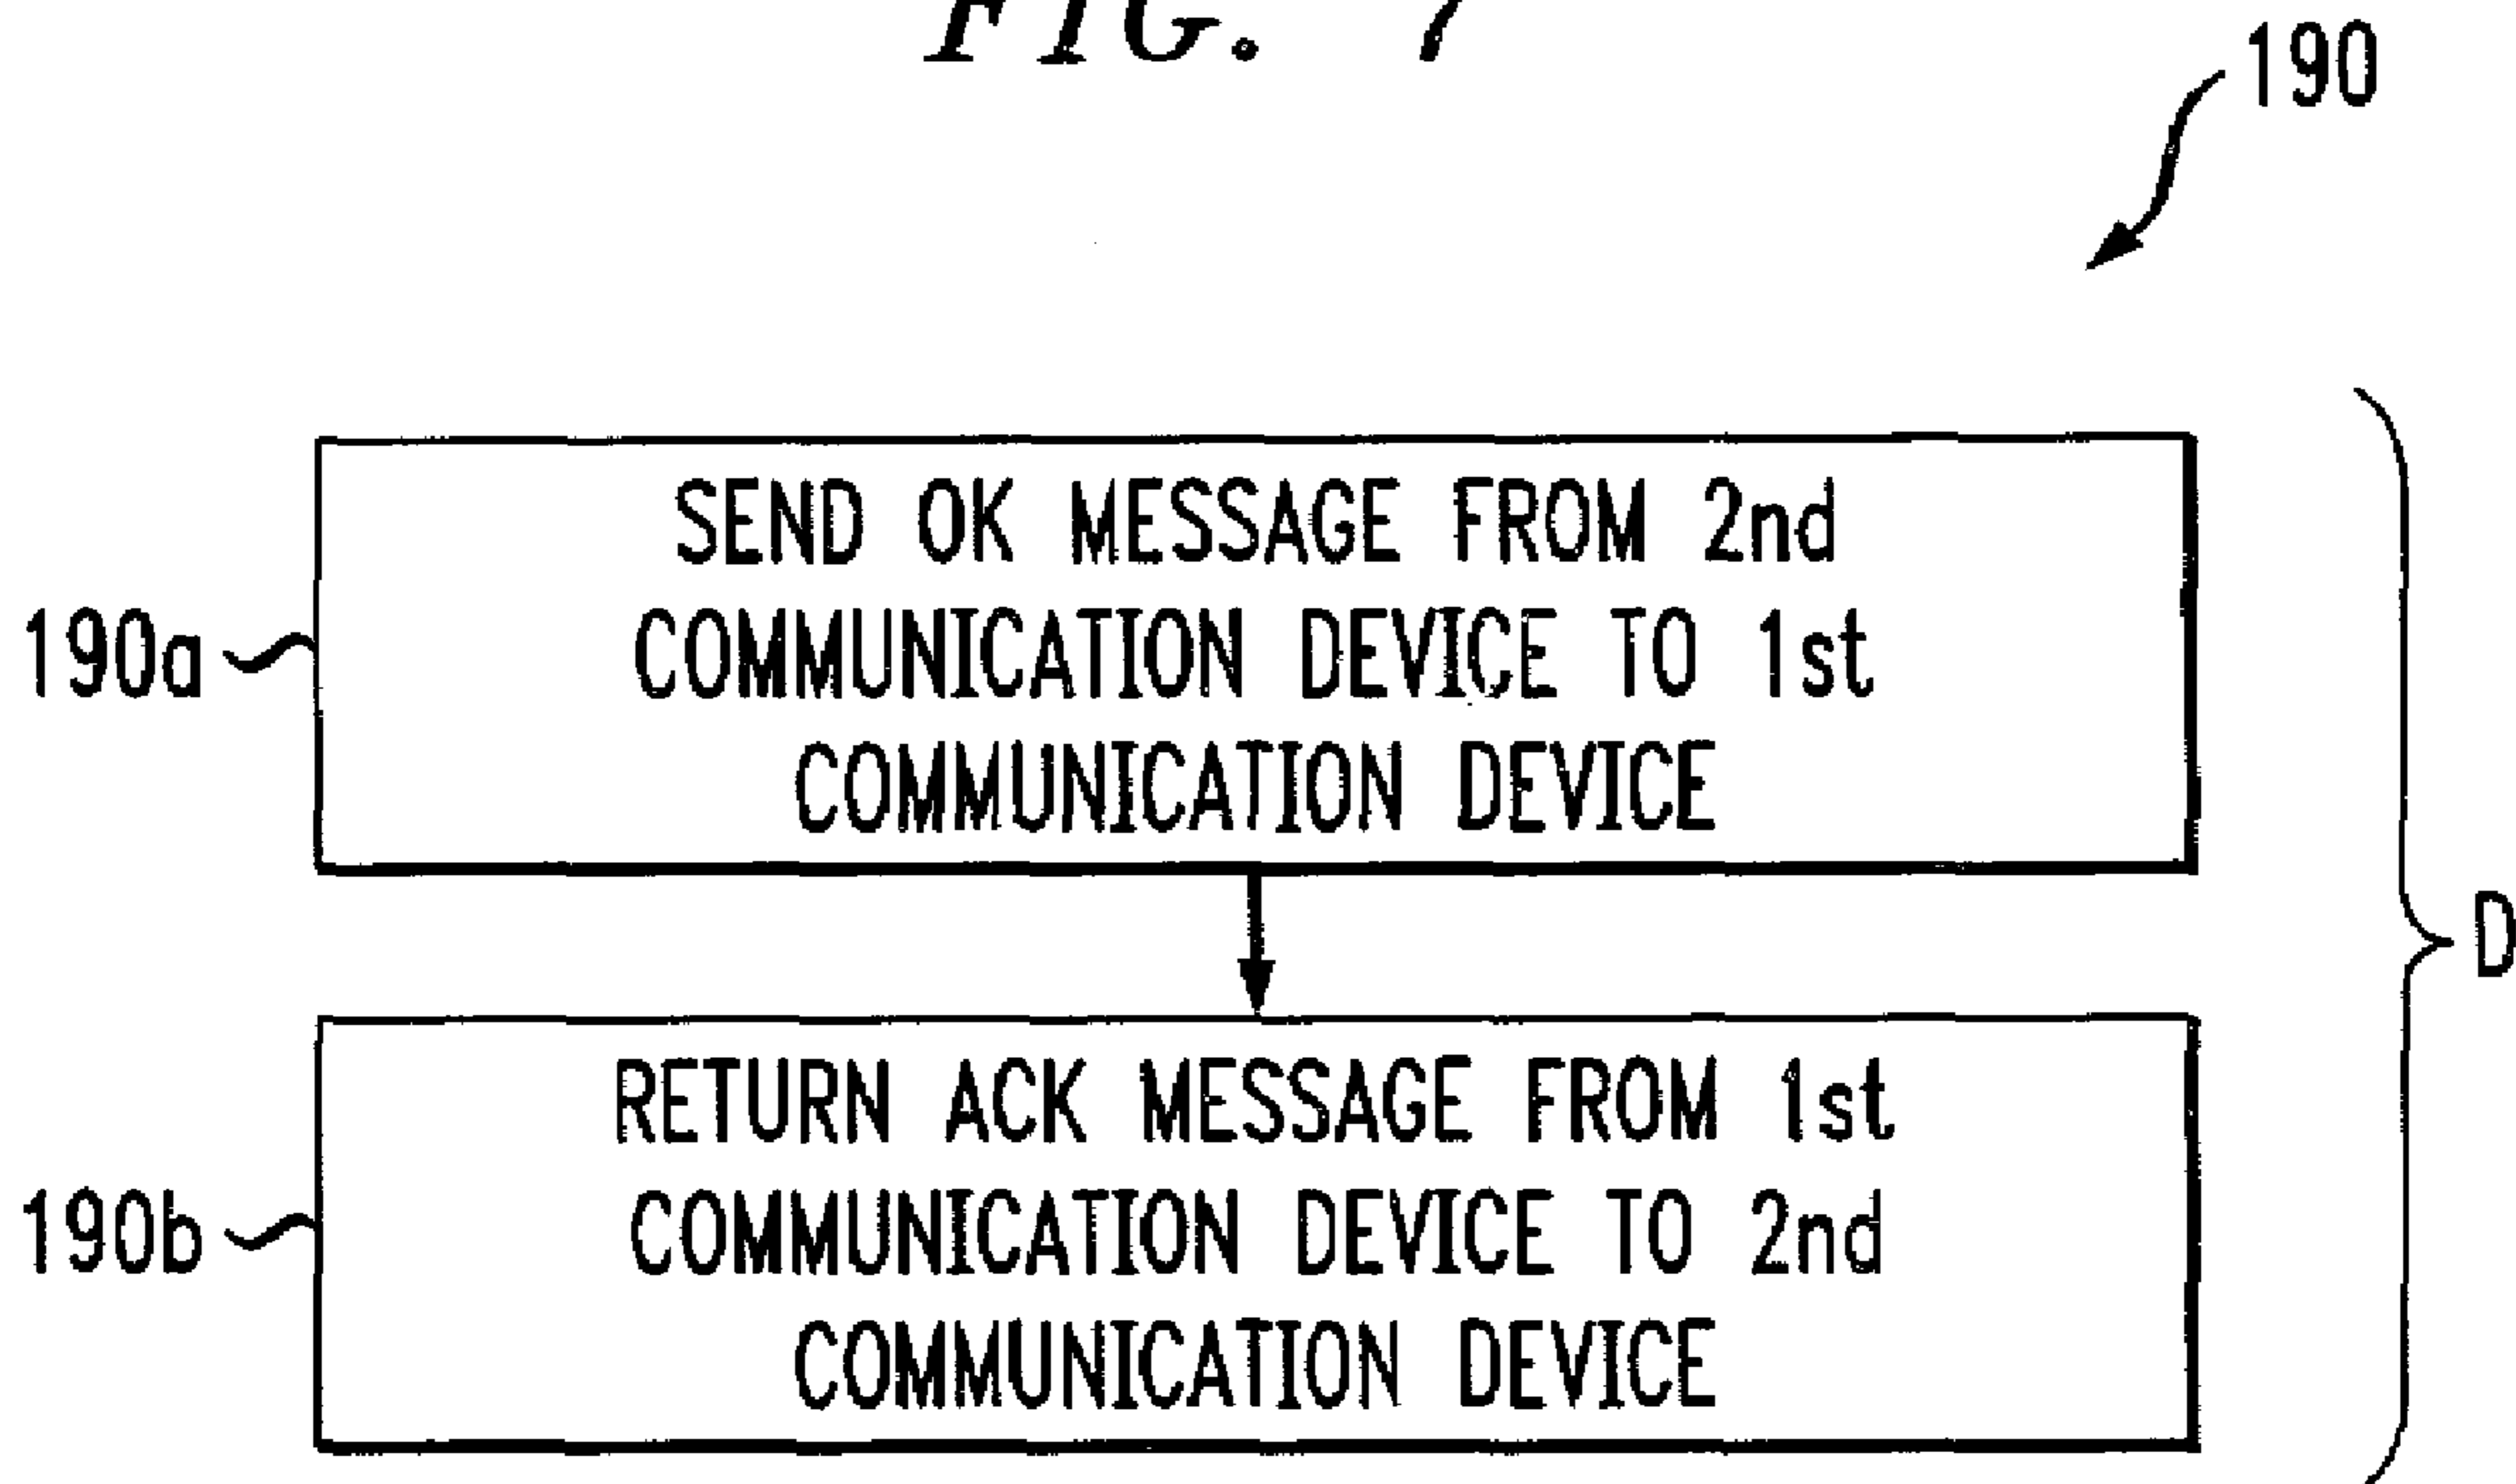 FIG. 7
190
SEND OK MESSAGE FROM 2nd
COMMUNICATION DEVICE TO 1st
COMMUNICATION DEVICE
190a
D
RETURN ACK MESSAGE FROM 1st
COMMUNICATION DEVICE TO 2nd
COMMUNICATION DEVICE
190b